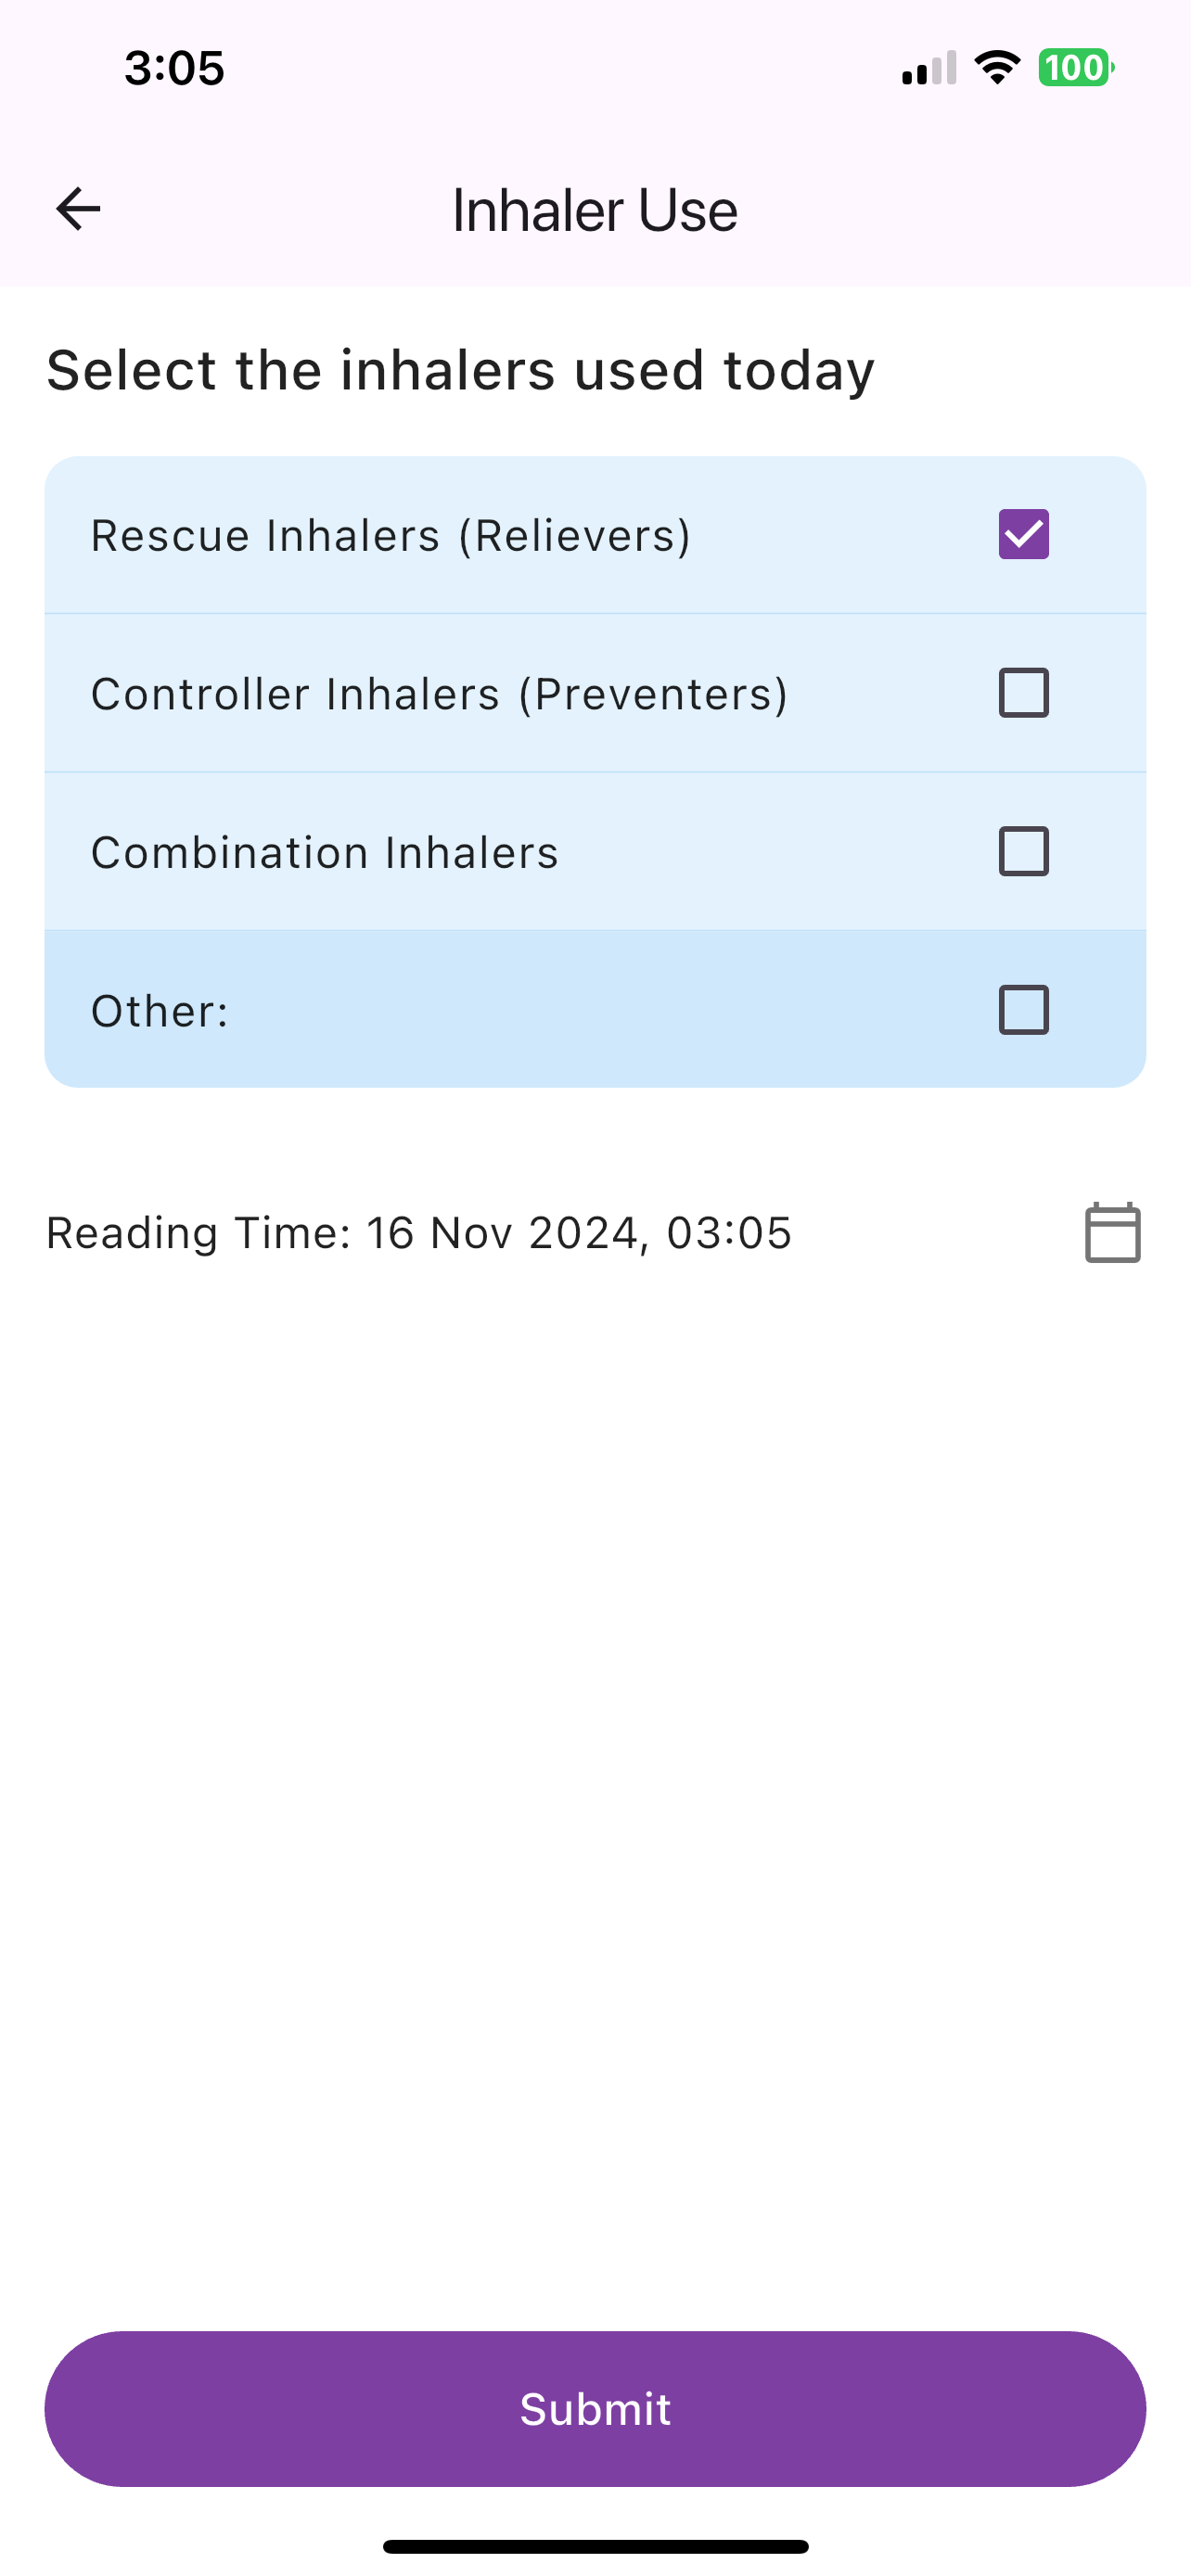 3:05
100
Inhaler Use
Select the inhalers used today
Rescue Inhalers (Relievers)
Controller Inhalers (Preventers)
Combination Inhalers
Other:
Reading Time: 16 Nov 2024, 03:05
Submit